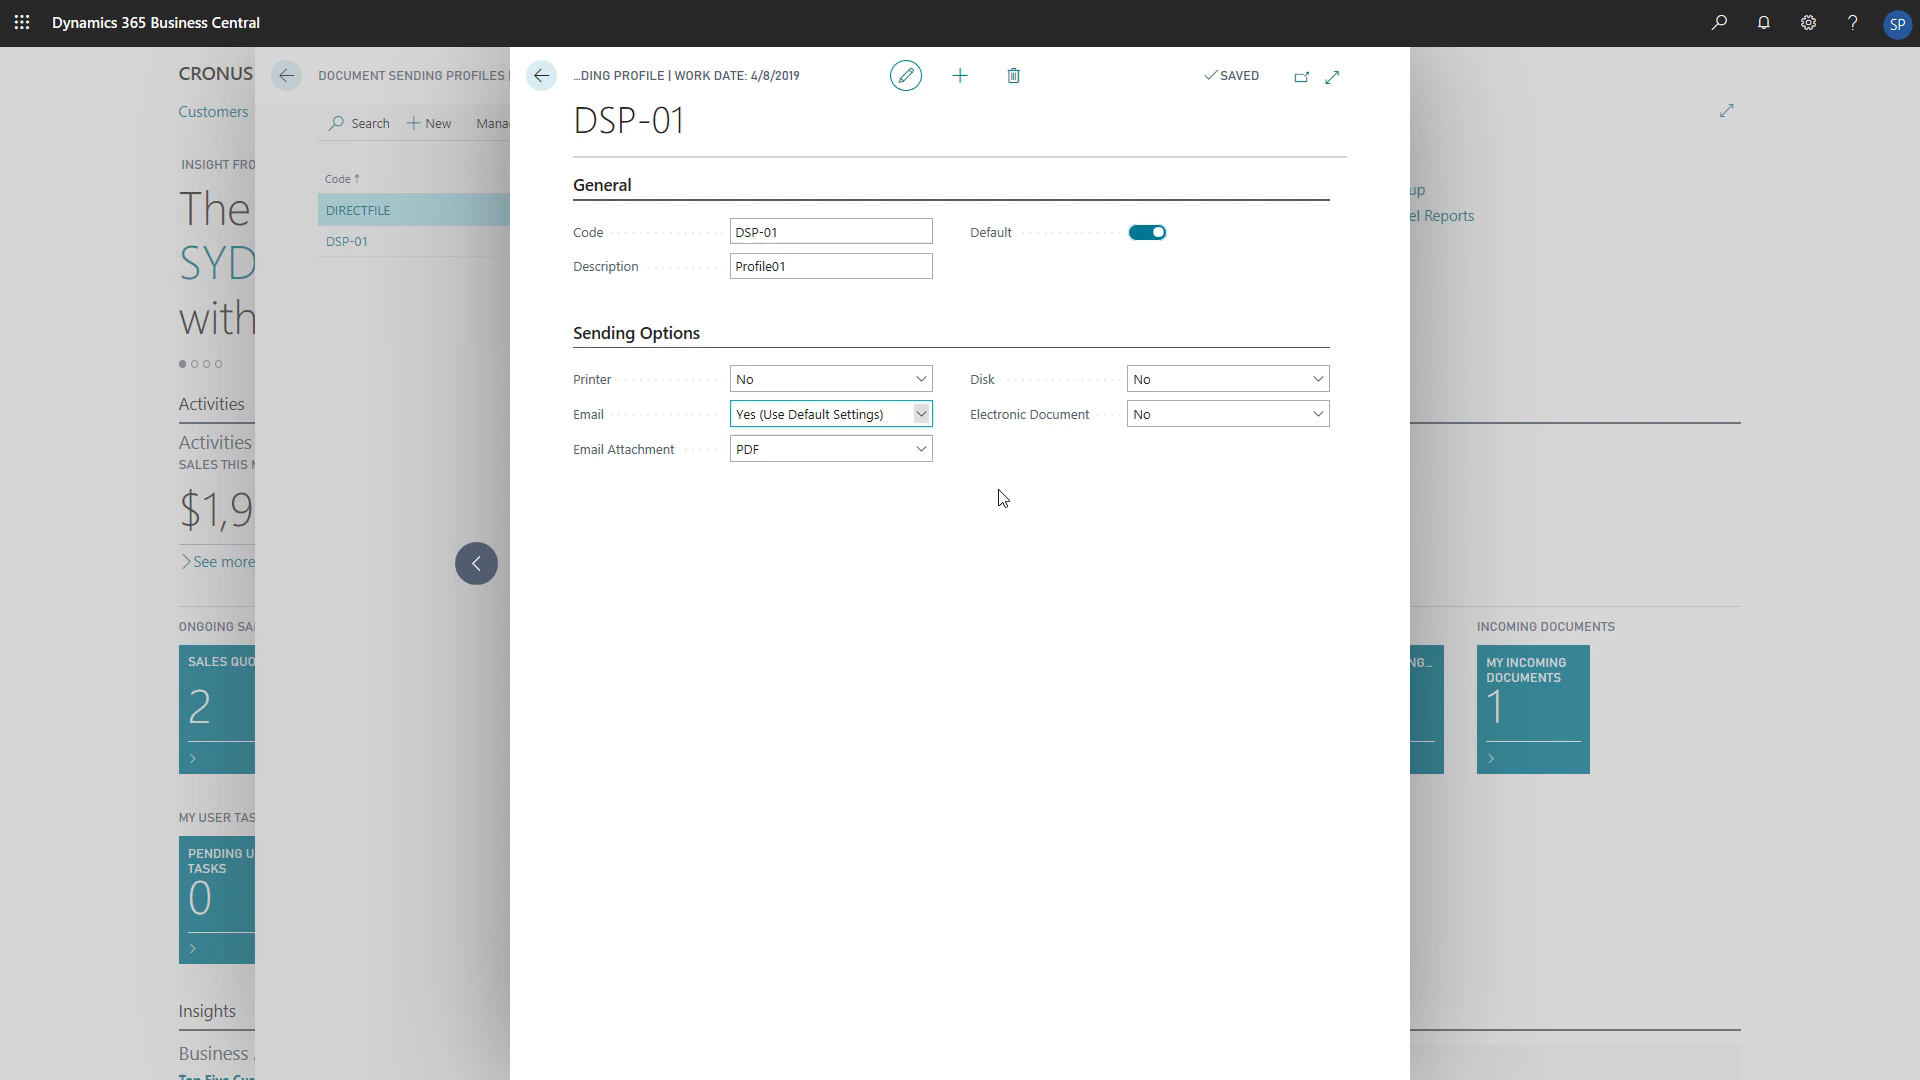 Dynamics 365 Business Central
SP
CRONUS
Customers
INSIGHT FRO
The
SYD
with
Activities
Activities
SALES THIS M
$1,9
See more
ONGOING SA
SALES QUO
2
MY USER TAS
PENDING U
TASKS
0
Insights
Business
DOCUMENT SENDING PROFILES |
Search
New
Mana
Code ↑
DIRECTFILE
DSP-01
...DING PROFILE | WORK DATE: 4/8/2019
SAVED
DSP-01
General
Code DSP-01
Default
Description Profile01
Sending Options
Printer No
Disk No
Email Yes (Use Default Settings)
Electronic Document No
Email Attachment PDF
up
el Reports
NG...
INCOMING DOCUMENTS
MY INCOMING
DOCUMENTS
1